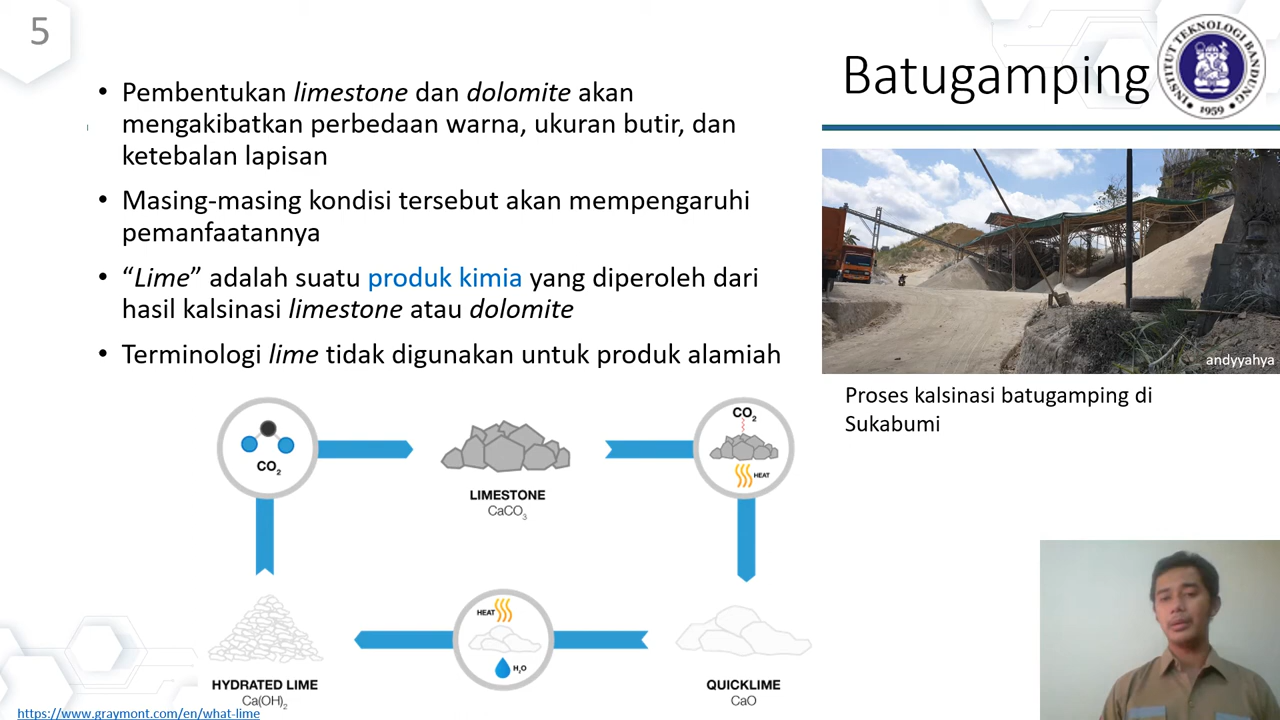 5
Batugamping
INSTITUT TEKNOLOGI BANDUNG
1959
• Pembentukan limestone dan dolomite akan
mengakibatkan perbedaan warna, ukuran butir, dan
ketebalan lapisan
• Masing-masing kondisi tersebut akan mempengaruhi
pemanfaatannya
• “Lime” adalah suatu produk kimia yang diperoleh dari
hasil kalsinasi limestone atau dolomite
• Terminologi lime tidak digunakan untuk produk alamiah
andyyahya
Proses kalsinasi batugamping di
Sukabumi
CO₂
LIMESTONE
CaCO₃
CO₂
HEAT
HYDRATED LIME
Ca(OH)₂
HEAT
H₂O
QUICKLIME
CaO
https://www.graymont.com/en/what-lime